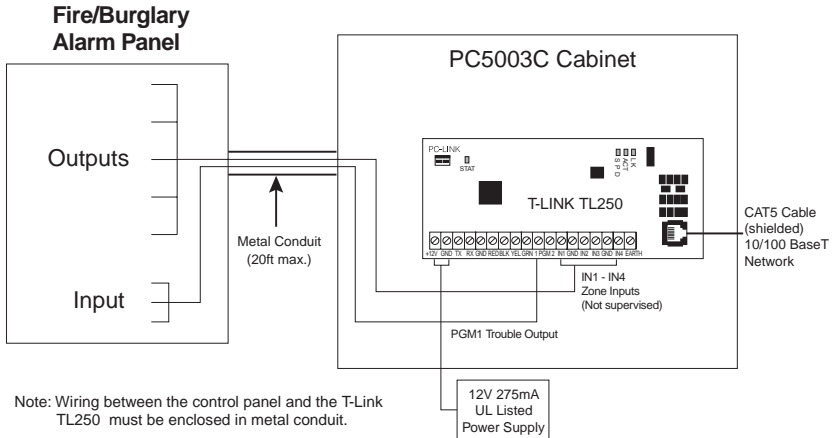 Fire/Burglary
Alarm Panel
PC5003C Cabinet
Outputs
Input
Metal Conduit
(20ft max.)
PC-LINK
STAT
SPD
ACT
LK
T-LINK TL250
+12V GND TX RX GND RED BLK YEL GRN 1 PGM 2 IN1 GND IN2 IN3 GND IN4 EARTH
CAT5 Cable
(shielded)
10/100 BaseT
Network
IN1 - IN4
Zone Inputs
(Not supervised)
PGM1 Trouble Output
12V 275mA
UL Listed
Power Supply
Note: Wiring between the control panel and the T-Link
TL250 must be enclosed in metal conduit.